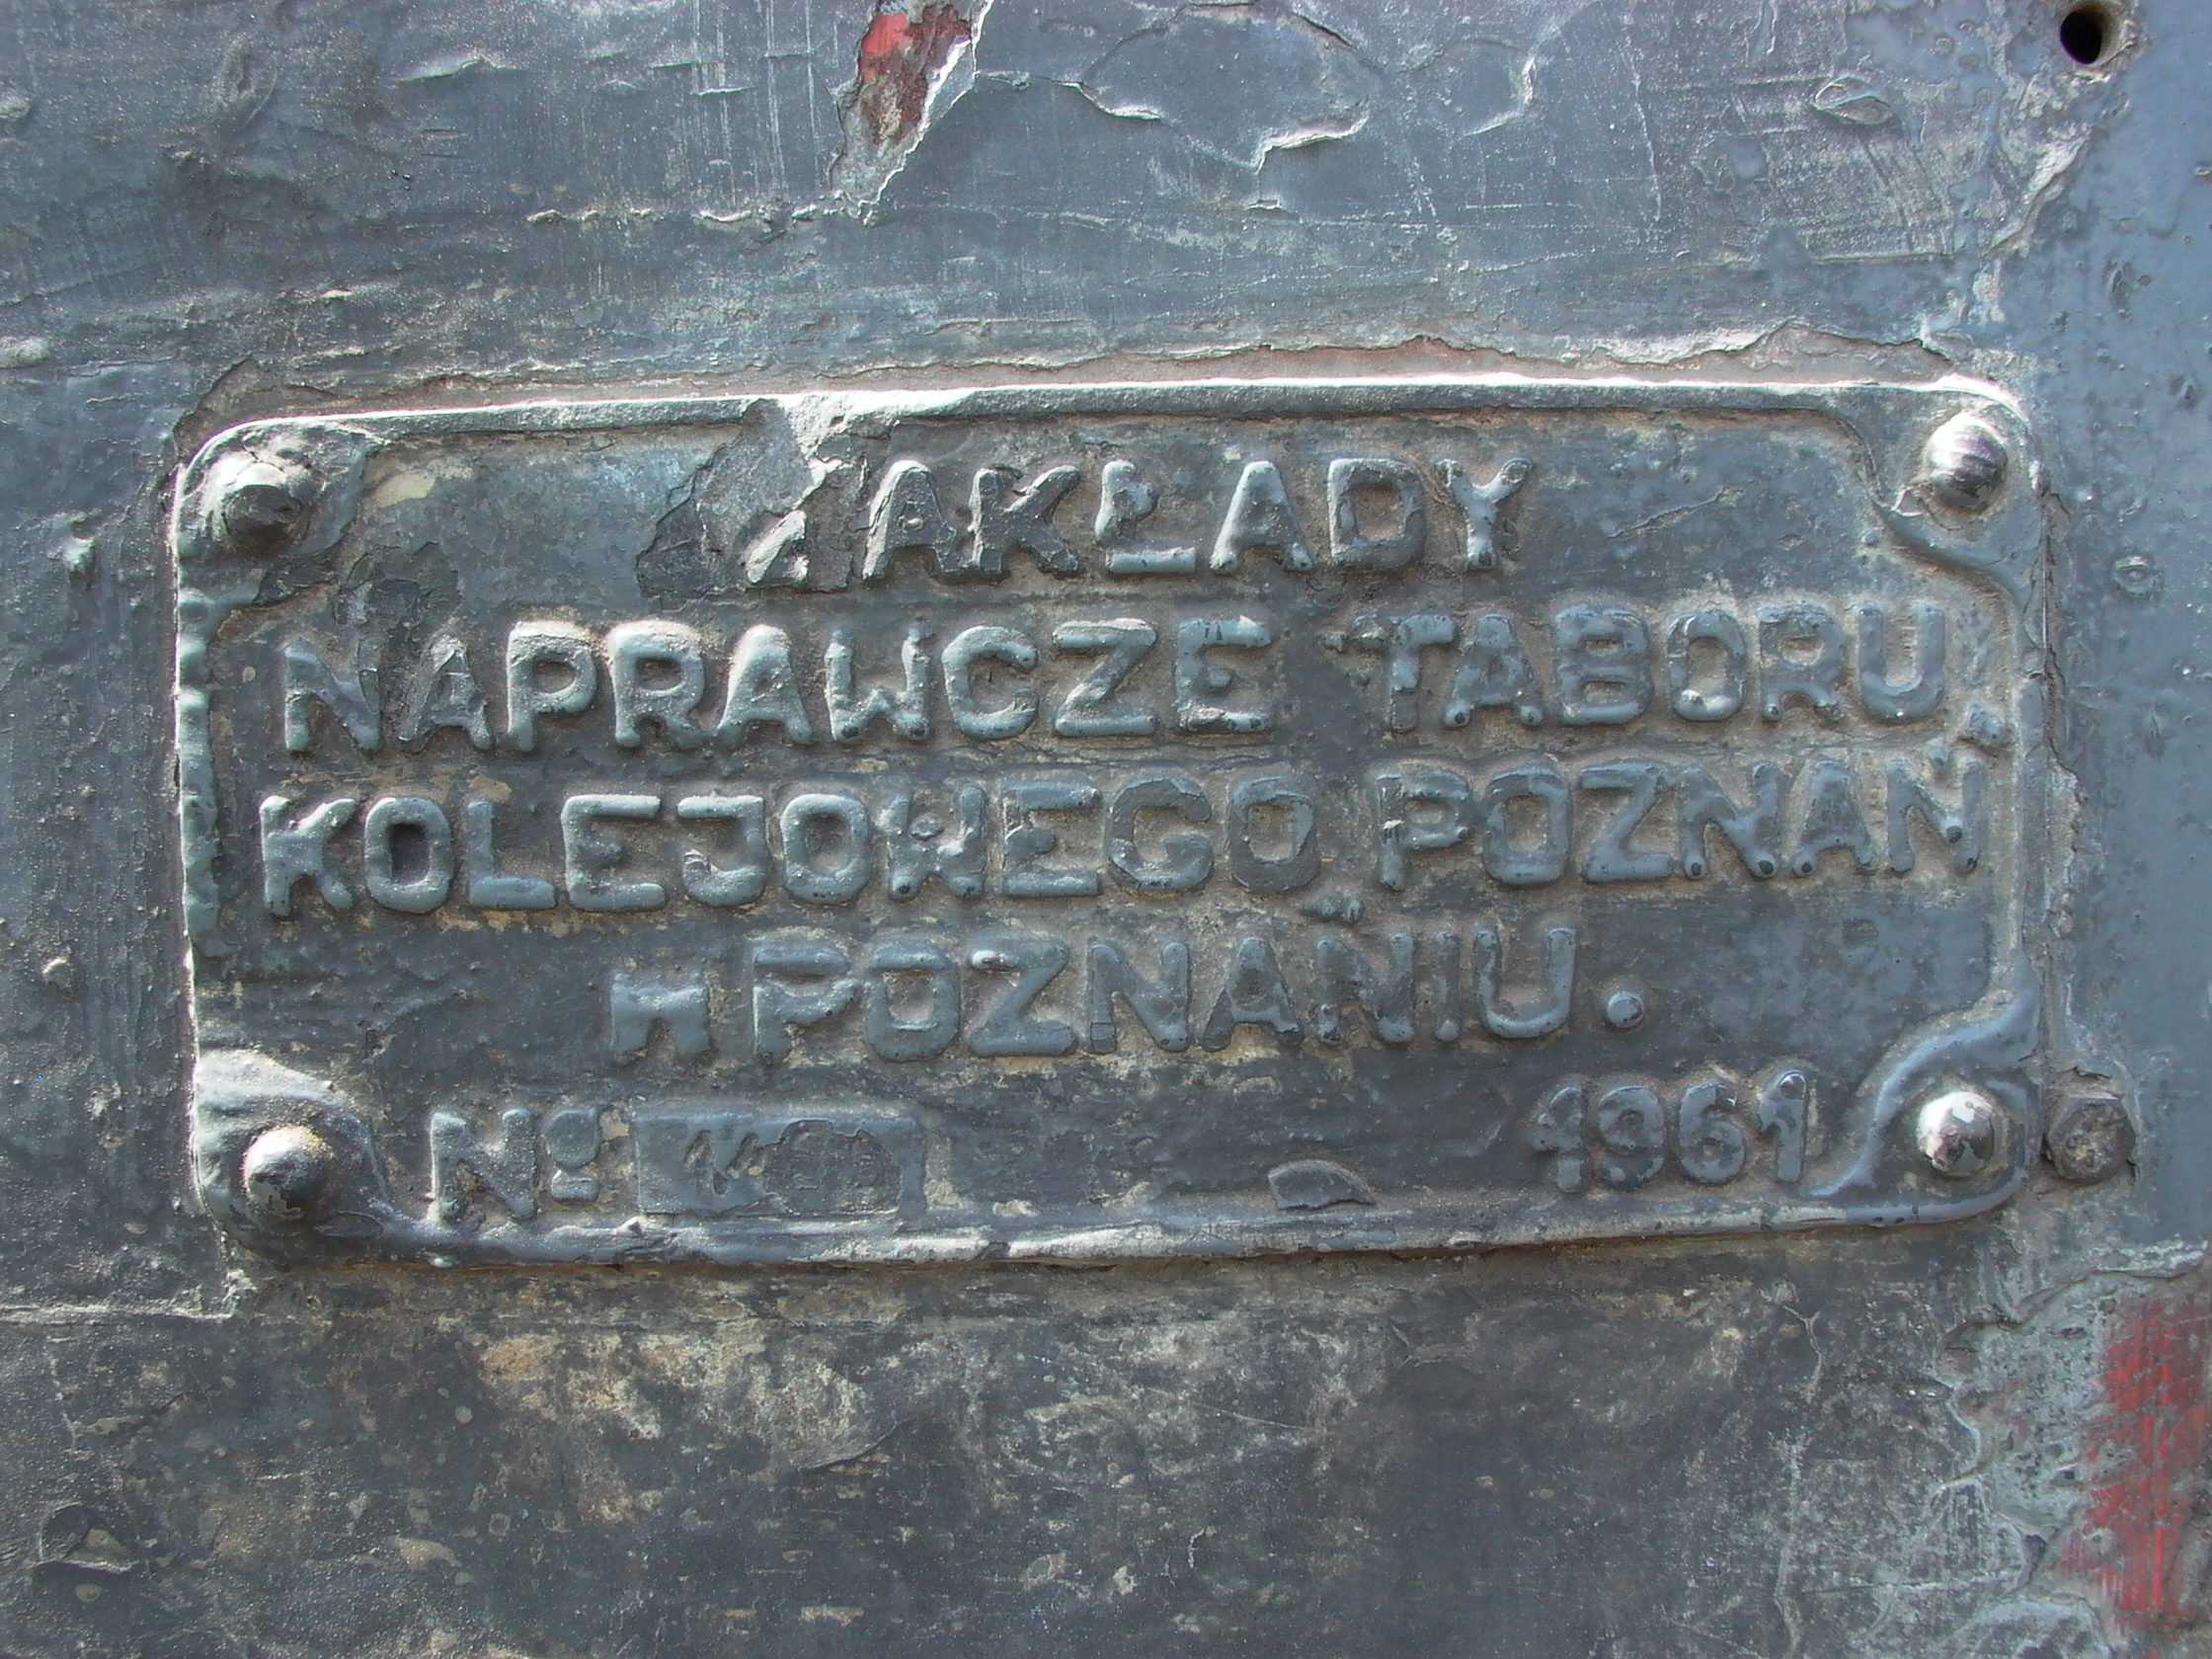 ZAKŁADY
NAPRAWCZE TABORU
KOLEJOWEGO POZNAŃ
W POZNANIU.
Nº 1961